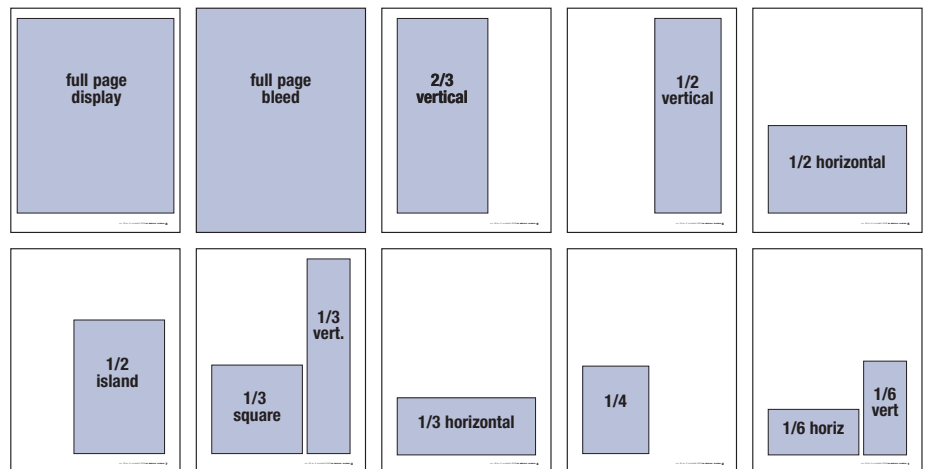 full page
display
full page
bleed
2/3
vertical
1/2
vertical
1/2 horizontal
1/2
island
1/3
square
1/3
vert.
1/3 horizontal
1/4
1/6 horiz
1/6
vert